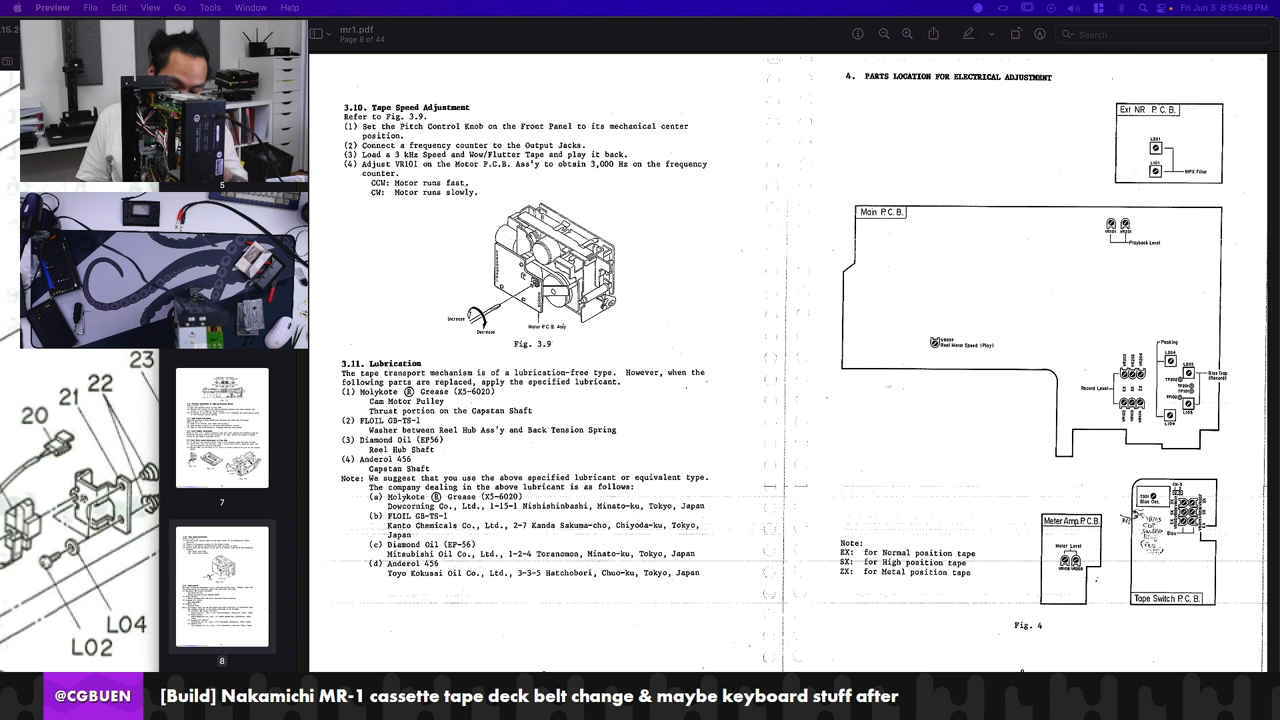 Preview File Edit View Go Tools Window Help
Fri Jun 3 8:55:46 PM
mr1.pdf
Page 8 of 44
Search
5
7
8
23
22
21
20
L04
L02
3.10. Tape Speed Adjustment
Refer to Fig. 3.9.
(1) Set the Pitch Control Knob on the Front Panel to its mechanical center
position.
(2) Connect a frequency counter to the Output Jacks.
(3) Load a 3 kHz Speed and Wow/Flutter Tape and play it back.
(4) Adjust VR101 on the Motor P.C.B. Ass'y to obtain 3,000 Hz on the frequency
counter.
CCW: Motor runs fast.
CW: Motor runs slowly.
Increase
Decrease
Motor P.C.B. Ass'y
Fig. 3.9
3.11. Lubrication
The tape transport mechanism is of a lubrication-free type. However, when the
following parts are replaced, apply the specified lubricant.
(1) Molykote ® Grease (X5-6020)
Cam Motor Pulley
Thrust portion on the Capstan Shaft
(2) FLOIL GB-TS-1
Washer between Reel Hub Ass'y and Back Tension Spring
(3) Diamond Oil (EP56)
Reel Hub Shaft
(4) Anderol 456
Capstan Shaft
Note: We suggest that you use the above specified lubricant or equivalent type.
The company dealing in the above lubricant is as follows:
(a) Molykote ® Grease (X5-6020)
Dowcorning Co., Ltd., 1-15-1 Nishishinbashi, Minato-ku, Tokyo, Japan
(b) FLOIL GB-TS-1
Kanto Chemicals Co., Ltd., 2-7 Kanda Sakuma-cho, Chiyoda-ku, Tokyo,
Japan
(c) Diamond Oil (EP-56)
Mitsubishi Oil Co., Ltd., 1-2-4 Toranomon, Minato-ku, Tokyo, Japan
(d) Anderol 456
Toyo Kokusai Oil Co., Ltd., 3-3-5 Hatchobori, Chuo-ku, Tokyo, Japan
4. PARTS LOCATION FOR ELECTRICAL ADJUSTMENT
Ext NR P.C.B.
L201
L101
MPX Filter
Main P.C.B.
Playback Level
Reel Motor Speed (Play)
Peaking
L204
Bias Trap
(Record)
Record Level
L104
Meter Amp.P.C.B.
Meter Level
Bias Osc.
Bias
Tape Switch P.C.B.
Note:
EX: for Normal position tape
SX: for High position tape
ZX: for Metal position tape
Fig. 4
@CGBUEN
[Build] Nakamichi MR-1 cassette tape deck belt change & maybe keyboard stuff after